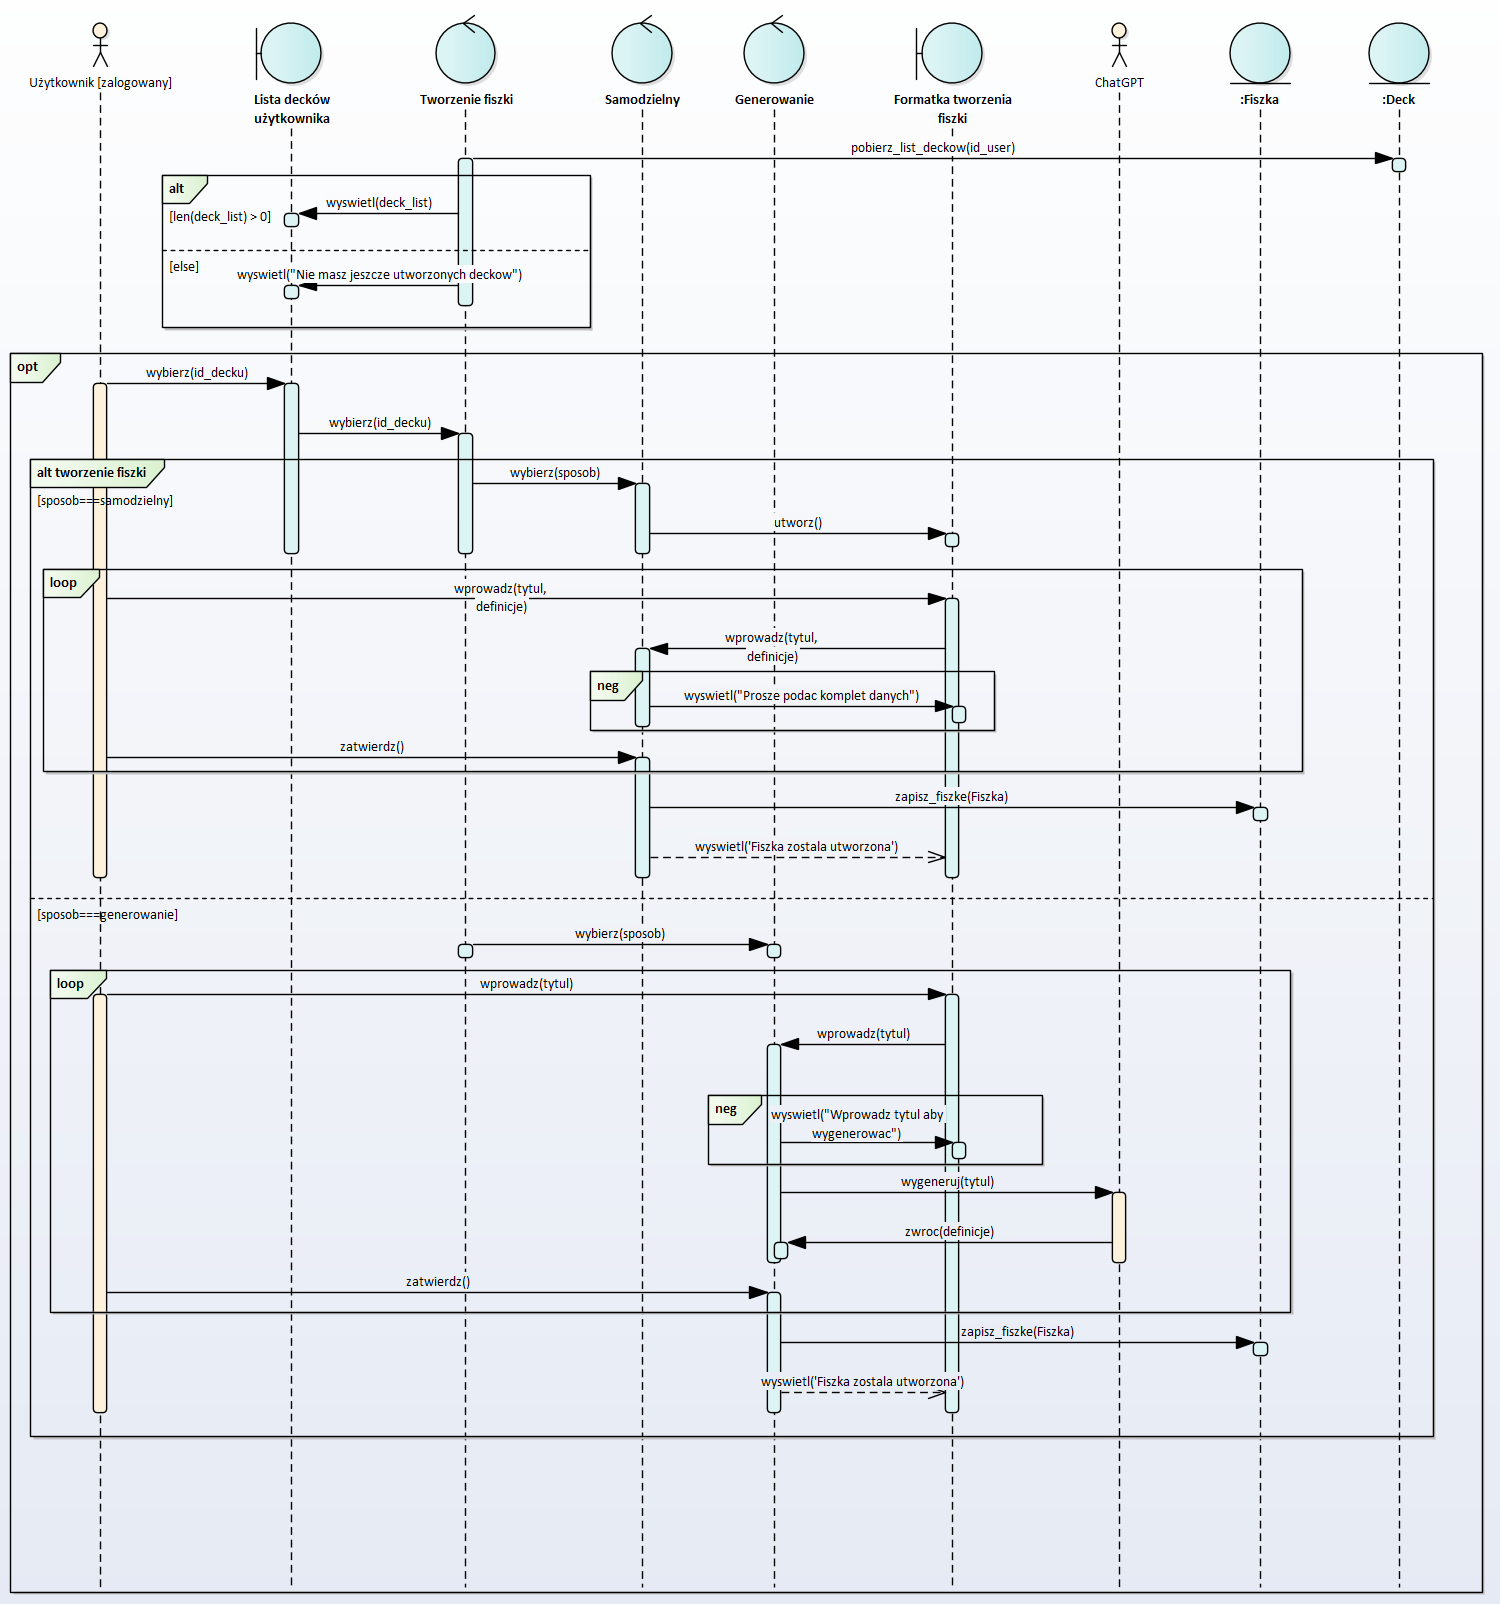 Użytkownik [zalogowany]
Lista decków
użytkownika
Tworzenie fiszki
Samodzielny
Generowanie
Formatka tworzenia
fiszki
ChatGPT
:Fiszka
:Deck
pobierz_list_deckow(id_user)
alt
wyswietl(deck_list)
[len(deck_list) > 0]
[else]
wyswietl("Nie masz jeszcze utworzonych deckow")
opt
wybierz(id_decku)
wybierz(id_decku)
alt tworzenie fiszki
wybierz(sposob)
[sposob===samodzielny]
utworz()
loop
wprowadz(tytul,
definicje)
wprowadz(tytul,
definicje)
neg
wyswietl("Prosze podac komplet danych")
zatwierdz()
zapisz_fiszke(Fiszka)
wyswietl('Fiszka zostala utworzona')
[sposob===generowanie]
wybierz(sposob)
loop
wprowadz(tytul)
wprowadz(tytul)
neg
wyswietl("Wprowadz tytul aby
wygenerowac")
wygeneruj(tytul)
zwroc(definicje)
zatwierdz()
zapisz_fiszke(Fiszka)
wyswietl('Fiszka zostala utworzona')